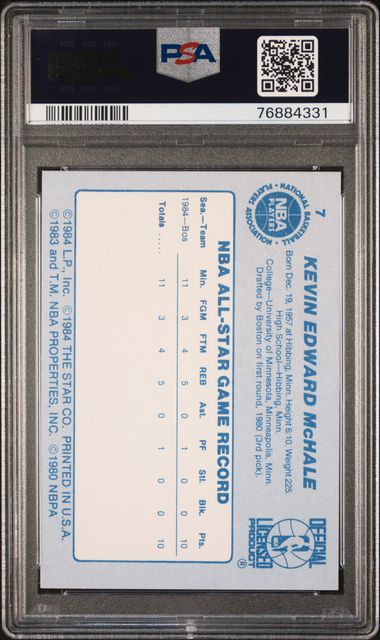 PSA
PSA
76884331
7
NATIONAL BASKETBALL
PLAYERS ASSOCIATION
NBA
PLAYERS
KEVIN EDWARD McHALE
Born Dec. 19, 1957 at Hibbing, Minn. Height 6:10. Weight 225.
High School—Hibbing, Minn.
College—University of Minnesota, Minneapolis, Minn.
Drafted by Boston on first round, 1980 (3rd pick).
OFFICIAL
NBA
LICENSED
PRODUCT
®
NBA ALL-STAR GAME RECORD
Sea.—Team Min. FGM FTM REB Ast. PF Stl. Blk. Pts.
1984—Bos 11 3 4 5 0 1 0 0 10
Totals ..... 11 3 4 5 0 1 0 0 10
©1984 L.P., Inc. ©1984 THE STAR CO. PRINTED IN U.S.A.
©1983 and T.M. NBA PROPERTIES, INC. ©1980 NBPA